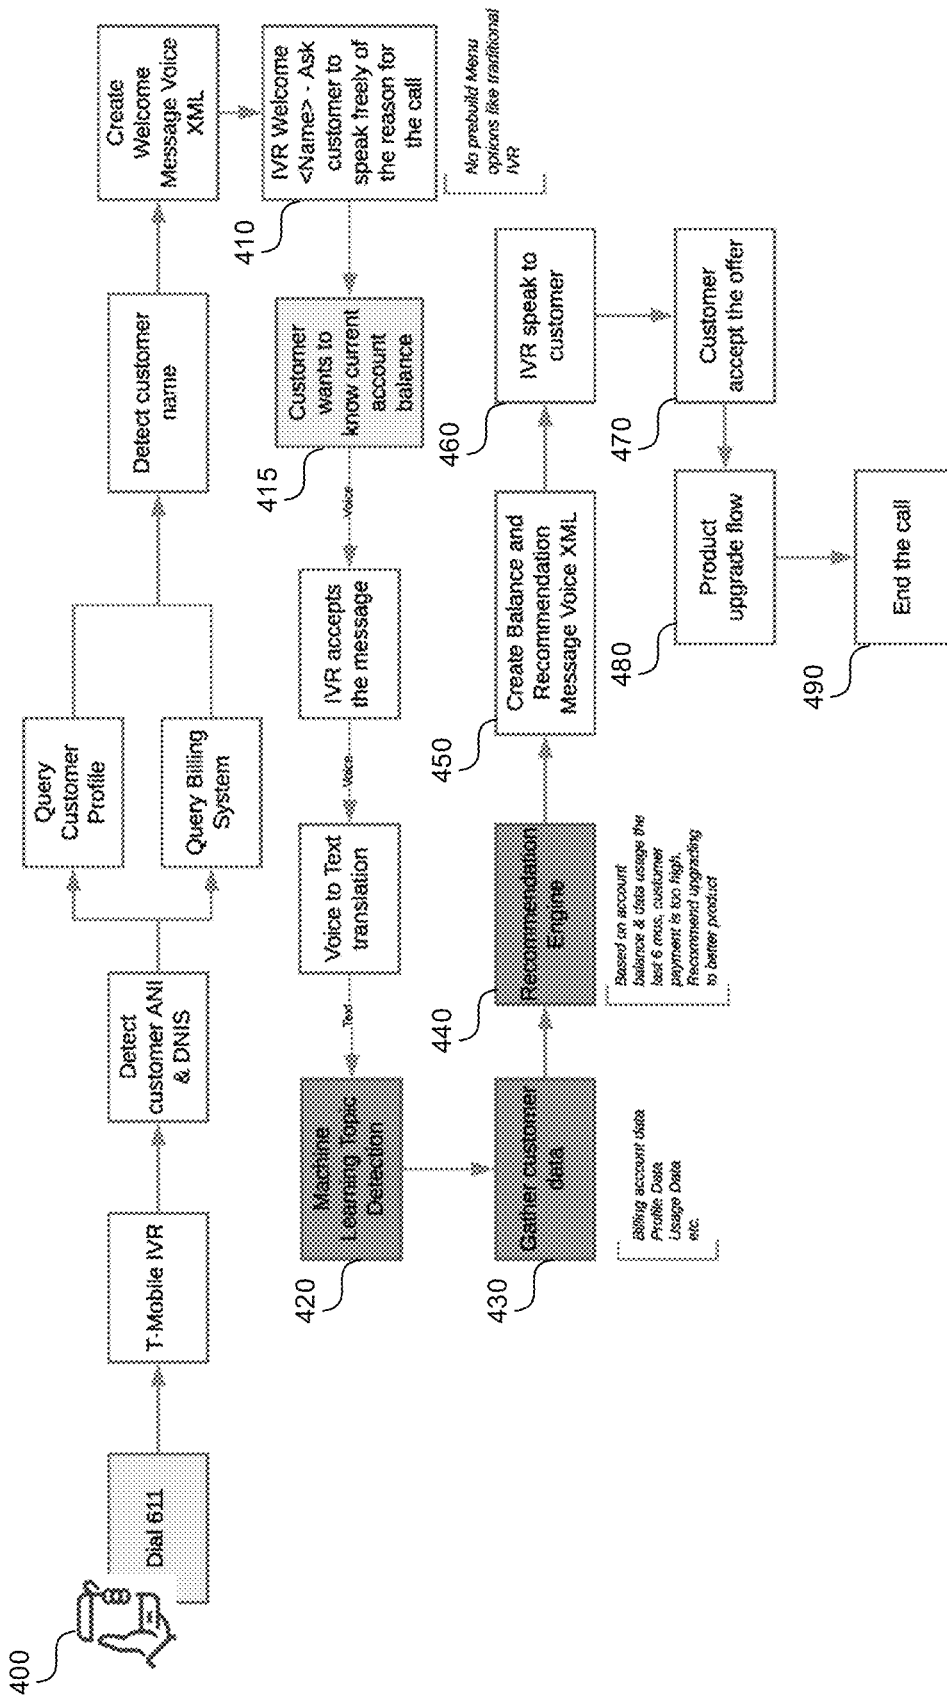 400
Dial 611
T-Mobile IVR
Detect
customer ANI
& DNIS
Query
Customer
Profile
Query Billing
System
Detect customer
name
Create
Welcome
Message Voice
XML
IVR Welcome
<Name> - Ask
customer to
speak freely of
the reason for
the call
410
No prebuild Menu
options like traditional
IVR
Customer
wants to
know current
account
balance
415
Voice
IVR accepts
the message
Voice
Voice to Text
translation
Text
Machine
Learning Topic
Detection
420
Gather customer
data
430
Billing account data
Profile Data
Usage Data
etc.
Recommendation
Engine
440
Based on account
balance & data usage the
last 6 mos. customer
payment is too high.
Recommend upgrading
to better product
Create Balance and
Recommendation
Message Voice XML
450
IVR speak to
customer
460
Customer
accept the offer
470
Product
upgrade flow
480
End the call
490